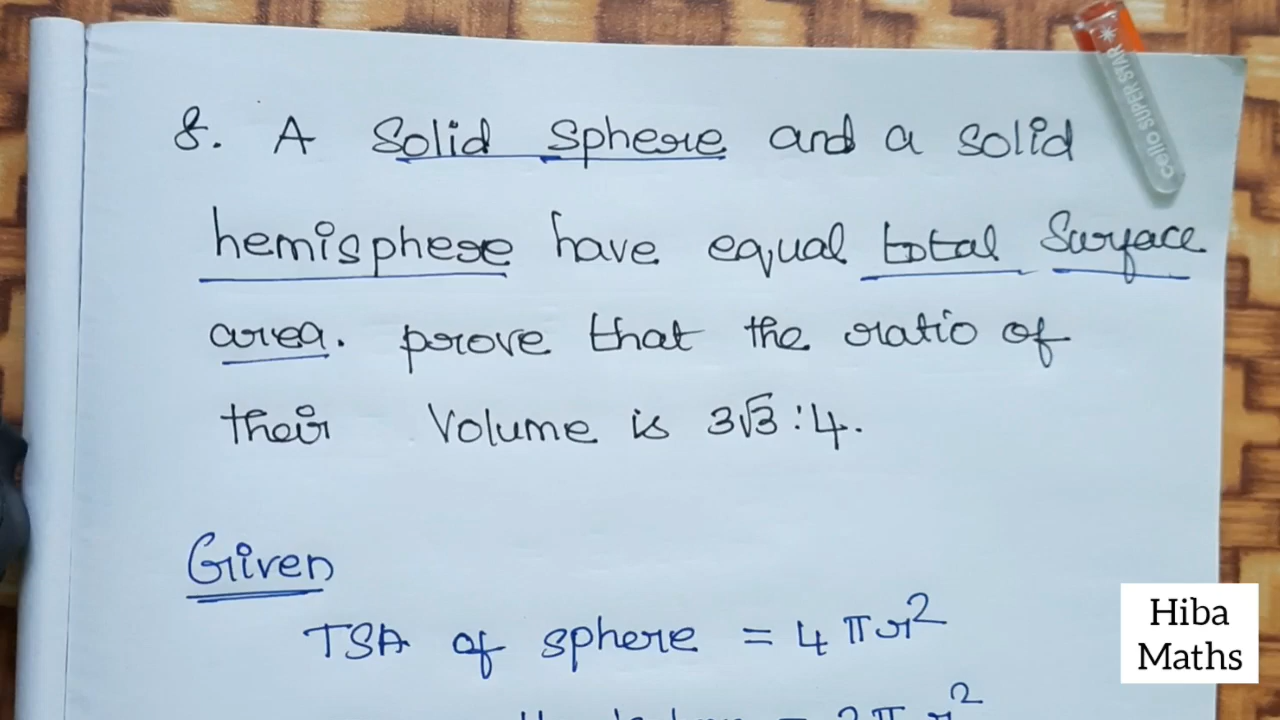 8. A Solid Sphere and a solid
hemisphere have equal total Surface
area. prove that the ratio of
their Volume is 3√3 : 4.
Given
TSA of sphere = 4πr²
= 3πr²
cello SUPER STAR
Hiba
Maths